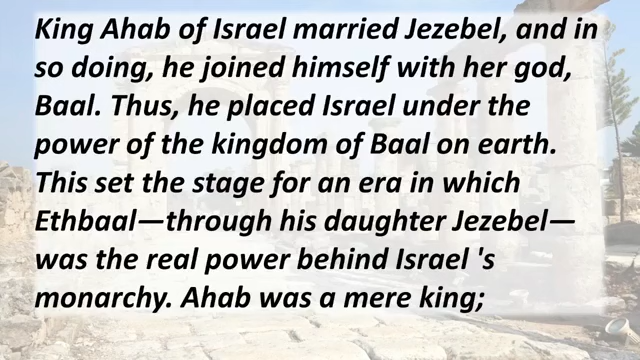 King Ahab of Israel married Jezebel, and in
so doing, he joined himself with her god,
Baal. Thus, he placed Israel under the
power of the kingdom of Baal on earth.
This set the stage for an era in which
Ethbaal—through his daughter Jezebel—
was the real power behind Israel 's
monarchy. Ahab was a mere king;